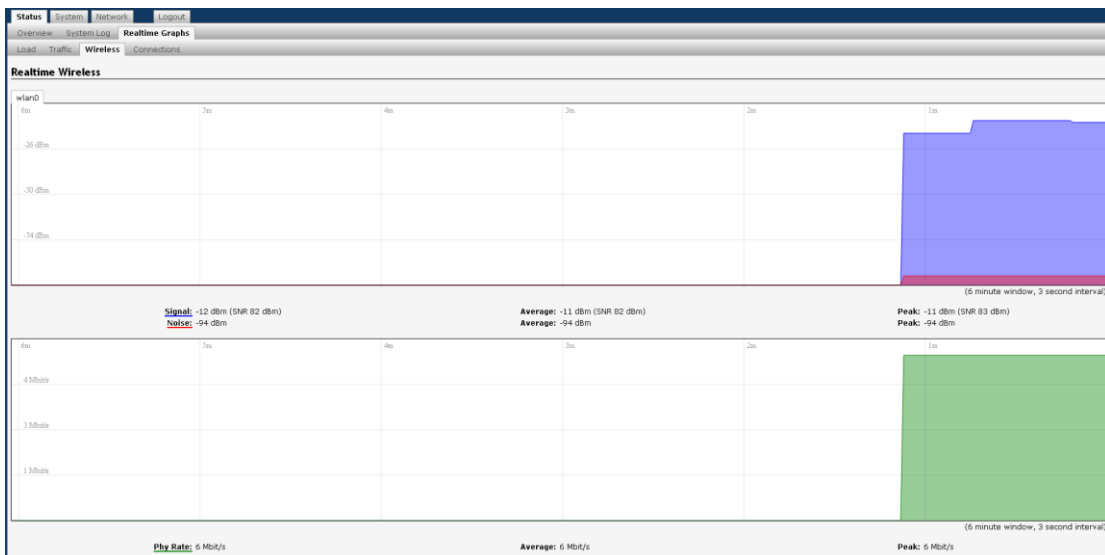 Status System Network Logout
Overview System Log Realtime Graphs
Load Traffic Wireless Connections
Realtime Wireless
wlan0
6m 5m 4m 3m 2m 1m
-26 dBm
-50 dBm
-74 dBm
(6 minute window, 3 second interval)
Signal: -12 dBm (SNR 82 dBm) Average: -11 dBm (SNR 82 dBm) Peak: -11 dBm (SNR 83 dBm)
Noise: -94 dBm Average: -94 dBm Peak: -94 dBm
6m 5m 4m 3m 2m 1m
4 Mbit/s
3 Mbit/s
1 Mbit/s
(6 minute window, 3 second interval)
Phy Rate: 6 Mbit/s Average: 6 Mbit/s Peak: 6 Mbit/s